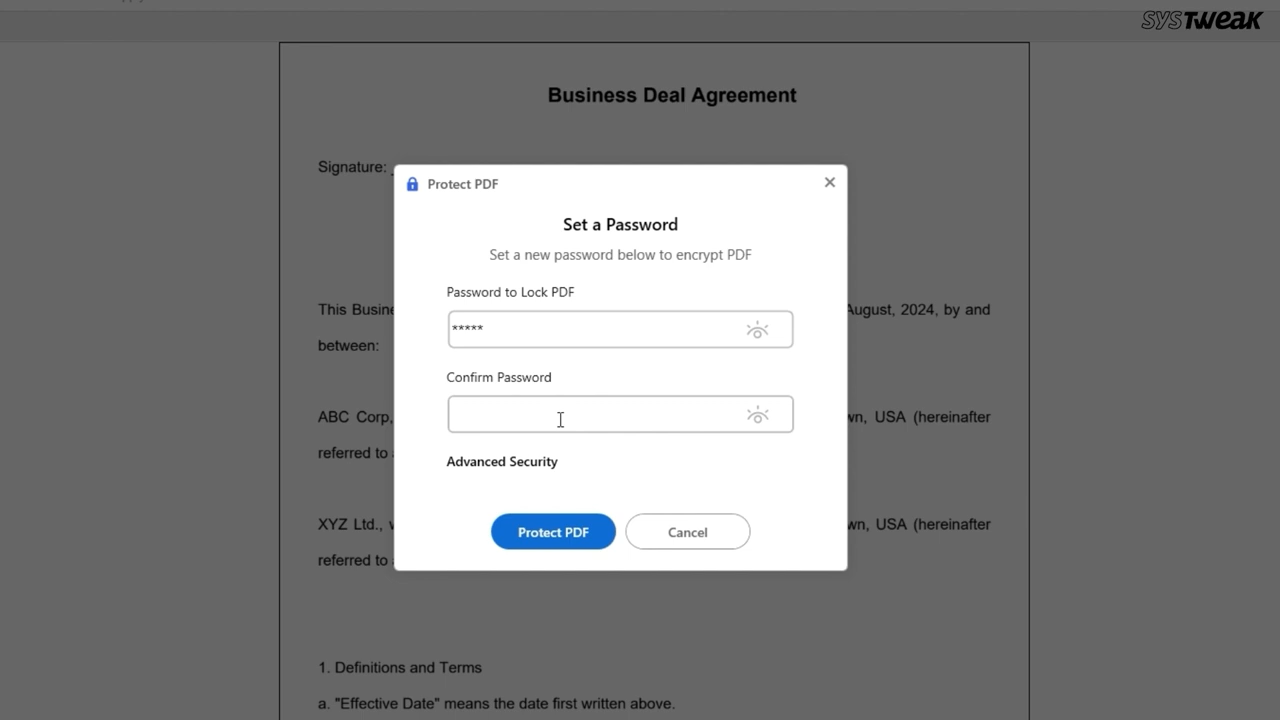 SYSTWEAK
Business Deal Agreement
Signature:
Protect PDF
Set a Password
Set a new password below to encrypt PDF
Password to Lock PDF
*****
Confirm Password
Advanced Security
Protect PDF
Cancel
This August, 2024, by and
between:
ABC Corp, USA (hereinafter
referred to
XYZ Ltd., USA (hereinafter
referred to
1. Definitions and Terms
a. "Effective Date" means the date first written above.